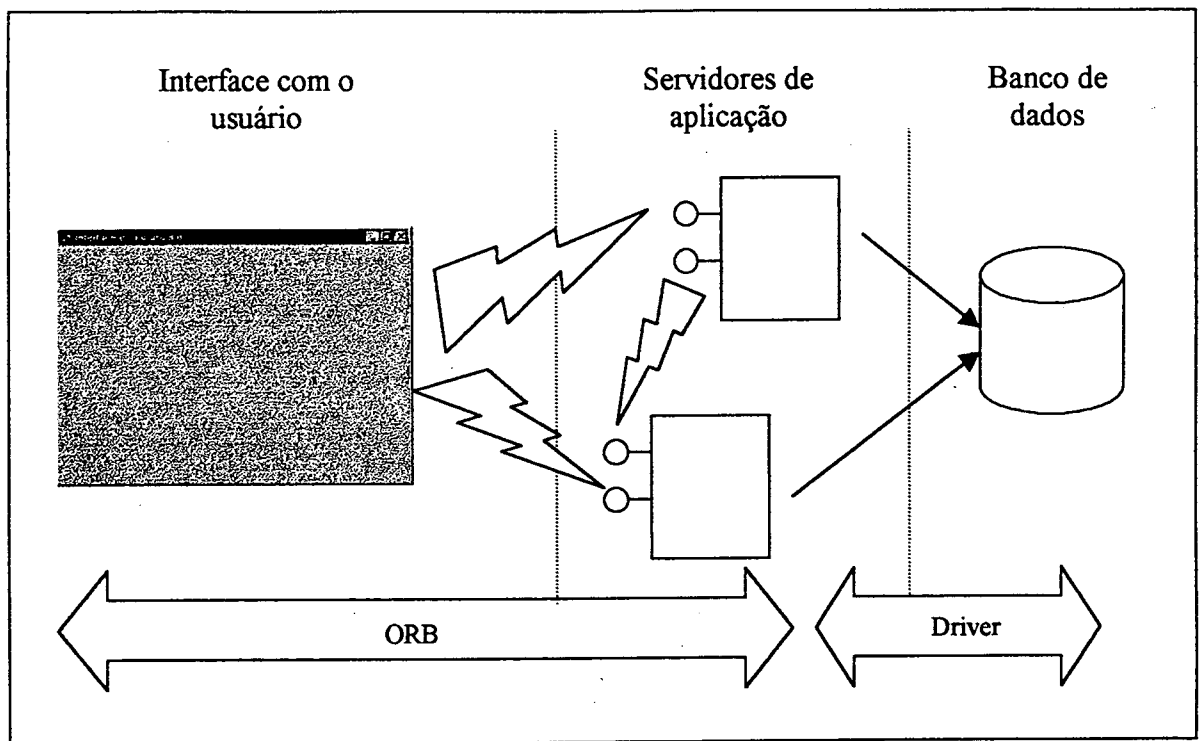 Interface com o
usuário
Servidores de
aplicação
Banco de
dados
ORB
Driver